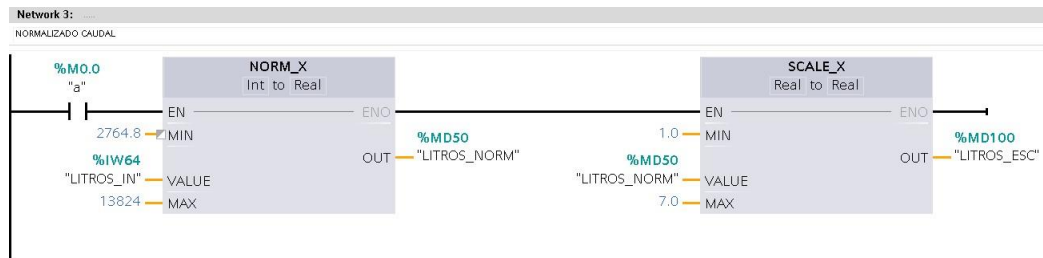 Network 3: .....
NORMALIZADO CAUDAL
%M0.0
"a"
NORM_X
Int to Real
EN
ENO
2764.8
MIN
%IW64
"LITROS_IN"
VALUE
13824
MAX
OUT
%MD50
"LITROS_NORM"
SCALE_X
Real to Real
EN
ENO
1.0
MIN
%MD50
"LITROS_NORM"
VALUE
7.0
MAX
OUT
%MD100
"LITROS_ESC"